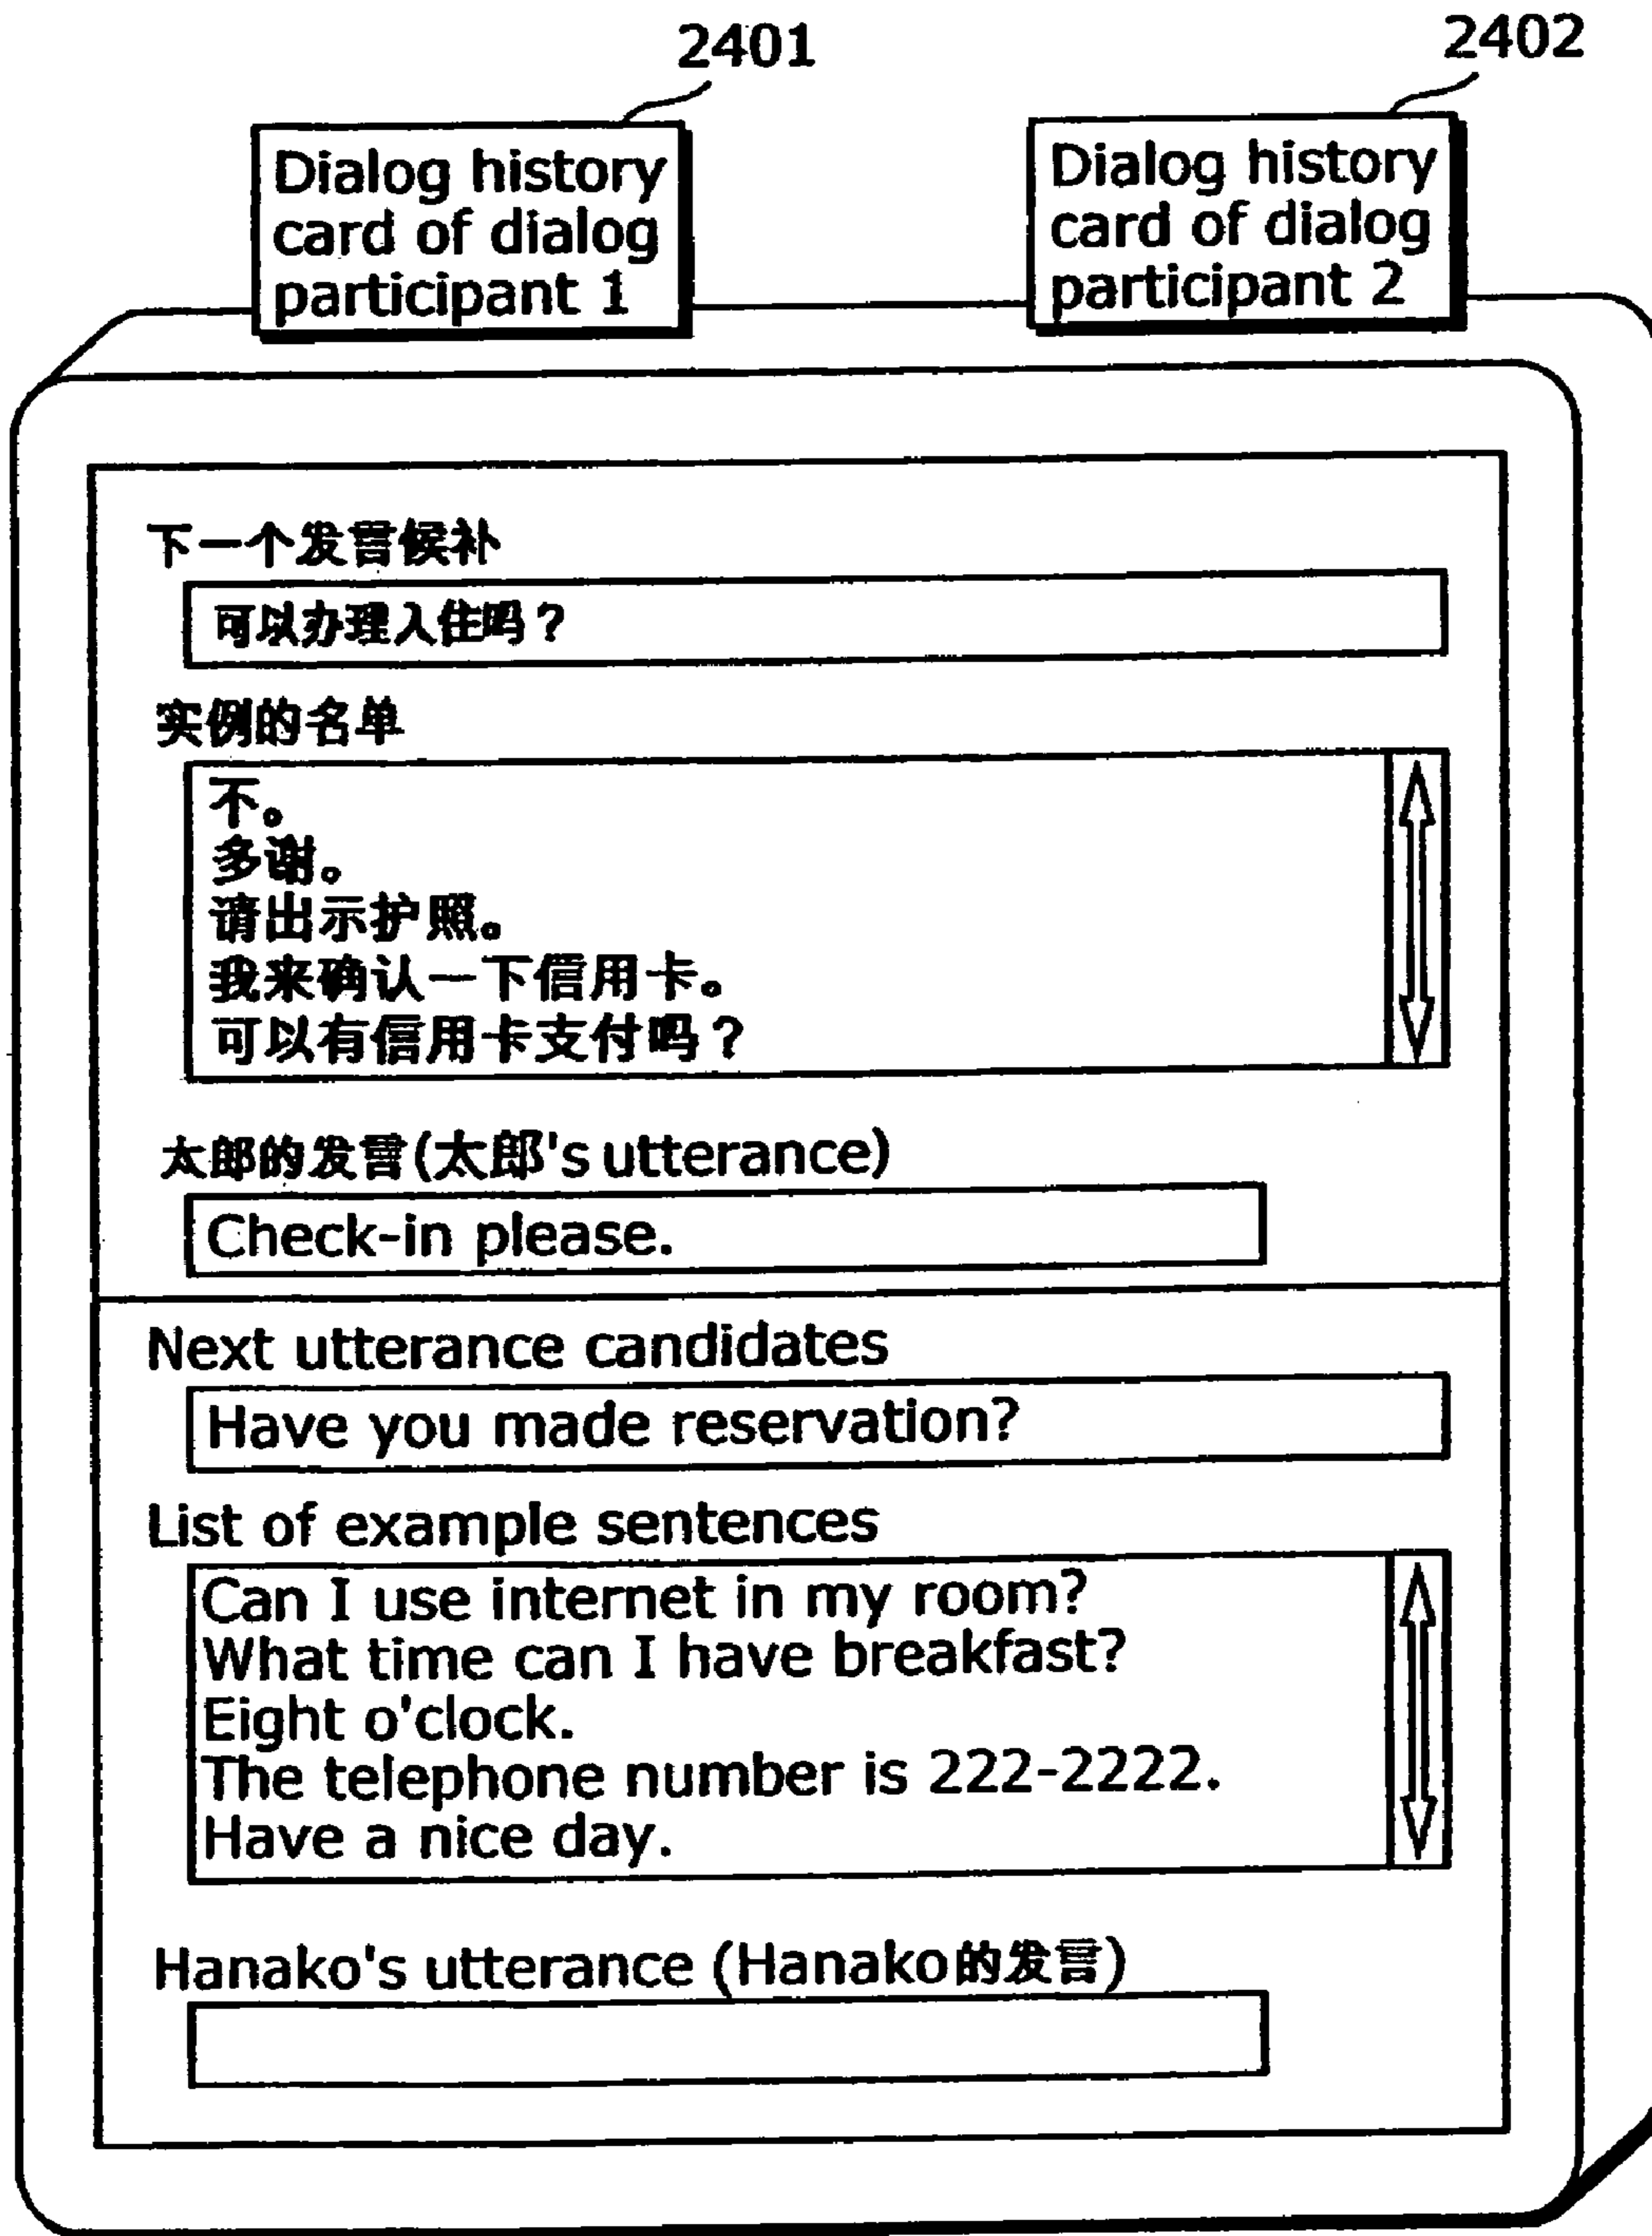 2401
2402
Dialog history
card of dialog
participant 1
Dialog history
card of dialog
participant 2
下一个发言候补
可以办理入住吗？
实例的名单
不。
多谢。
请出示护照。
我来确认一下信用卡。
可以有信用卡支付吗？
太郎的发言(太郎's utterance)
Check-in please.
Next utterance candidates
Have you made reservation?
List of example sentences
Can I use internet in my room?
What time can I have breakfast?
Eight o'clock.
The telephone number is 222-2222.
Have a nice day.
Hanako's utterance (Hanako的发言)